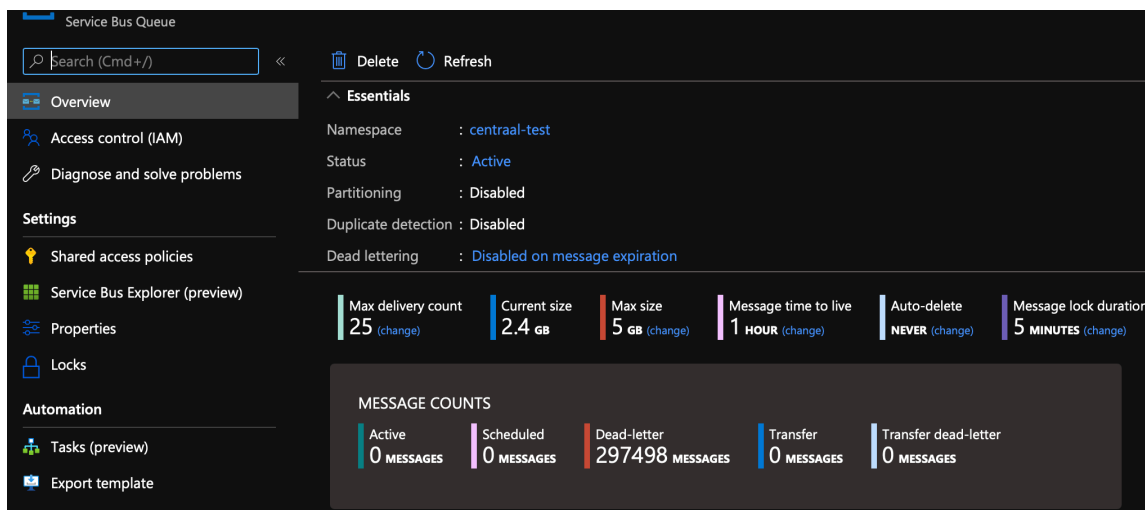 Service Bus Queue
Search (Cmd+/)
«
Delete
Refresh
Overview
Access control (IAM)
Diagnose and solve problems
Settings
Shared access policies
Service Bus Explorer (preview)
Properties
Locks
Automation
Tasks (preview)
Export template
Essentials
Namespace : centraal-test
Status : Active
Partitioning : Disabled
Duplicate detection : Disabled
Dead lettering : Disabled on message expiration
Max delivery count
25 (change)
Current size
2.4 GB
Max size
5 GB (change)
Message time to live
1 HOUR (change)
Auto-delete
NEVER (change)
Message lock duration
5 MINUTES (change)
MESSAGE COUNTS
Active
0 MESSAGES
Scheduled
0 MESSAGES
Dead-letter
297498 MESSAGES
Transfer
0 MESSAGES
Transfer dead-letter
0 MESSAGES